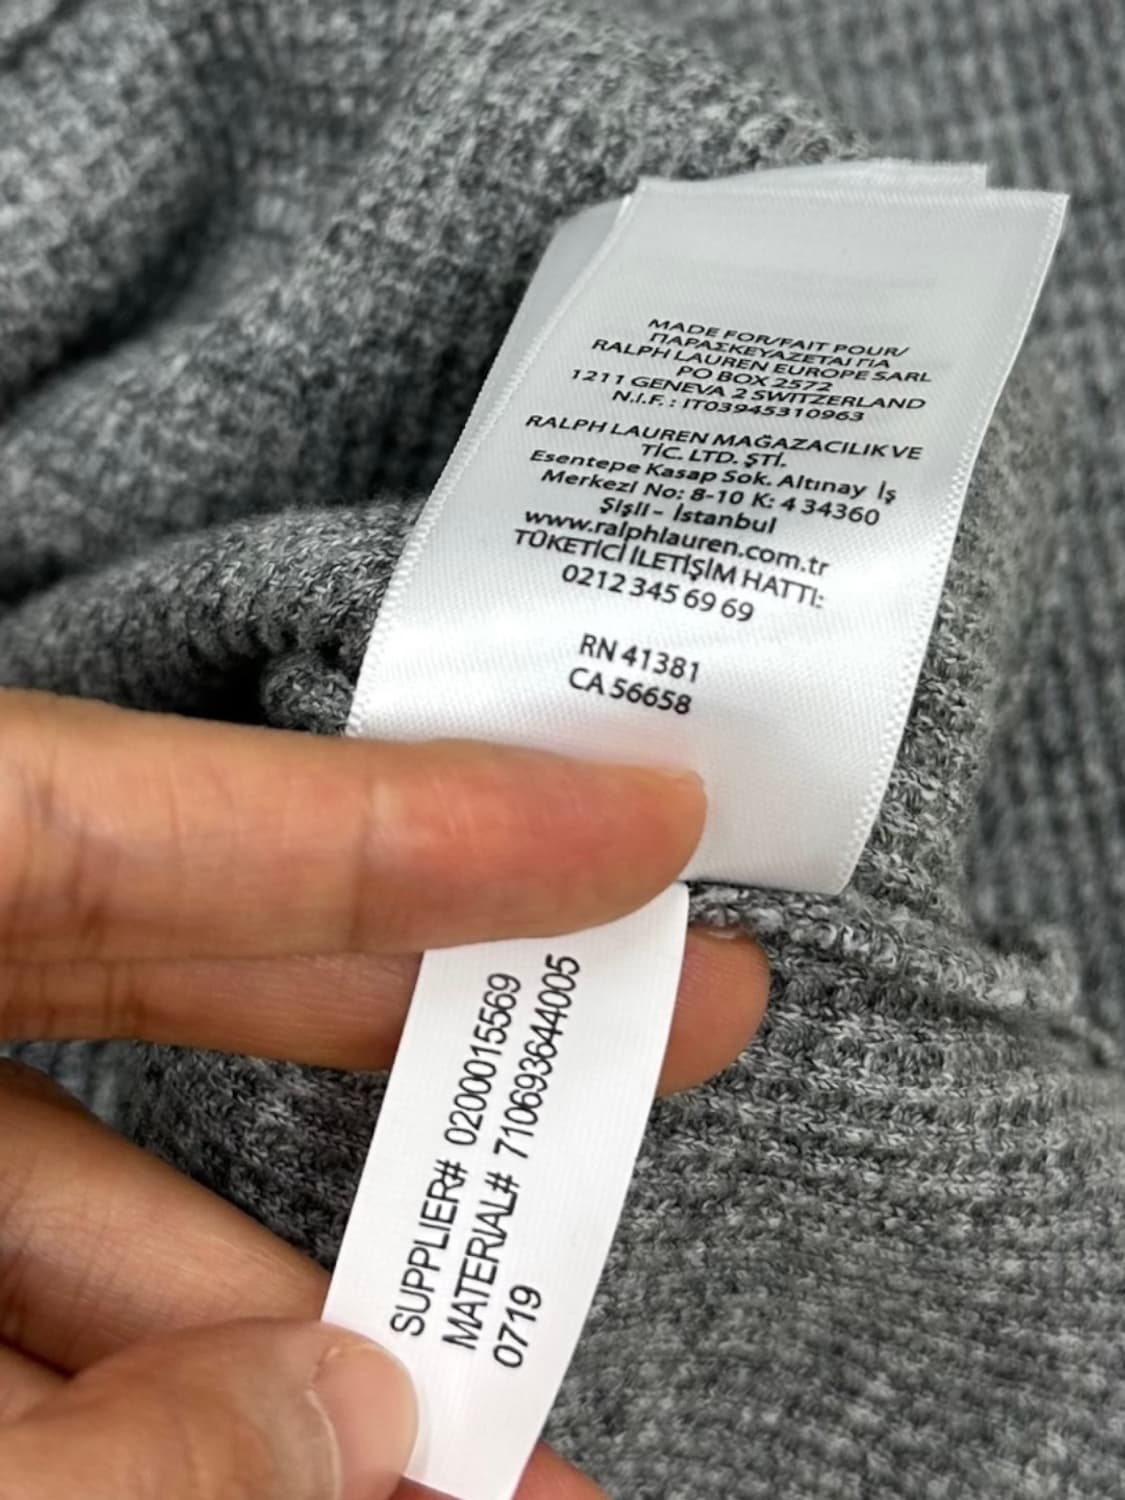 MADE FOR/FAIT POUR/
ΠΑΡΑΣΚΕΥΑΖΕΤΑΙ ΓΙΑ
RALPH LAUREN EUROPE SARL
PO BOX 2572
1211 GENEVA 2 SWITZERLAND
N.I.F.: IT03945310963
RALPH LAUREN MAĞAZACILIK VE
TİC. LTD. ŞTİ.
Esentepe Kasap Sok. Altınay İş
Merkezi No: 8-10 K: 4 34360
Şişli - İstanbul
www.ralphlauren.com.tr
TÜKETİCİ İLETİŞİM HATTI:
0212 345 69 69
RN 41381
CA 56658
SUPPLIER# 0200015569
MATERIAL# 710693644005
0719